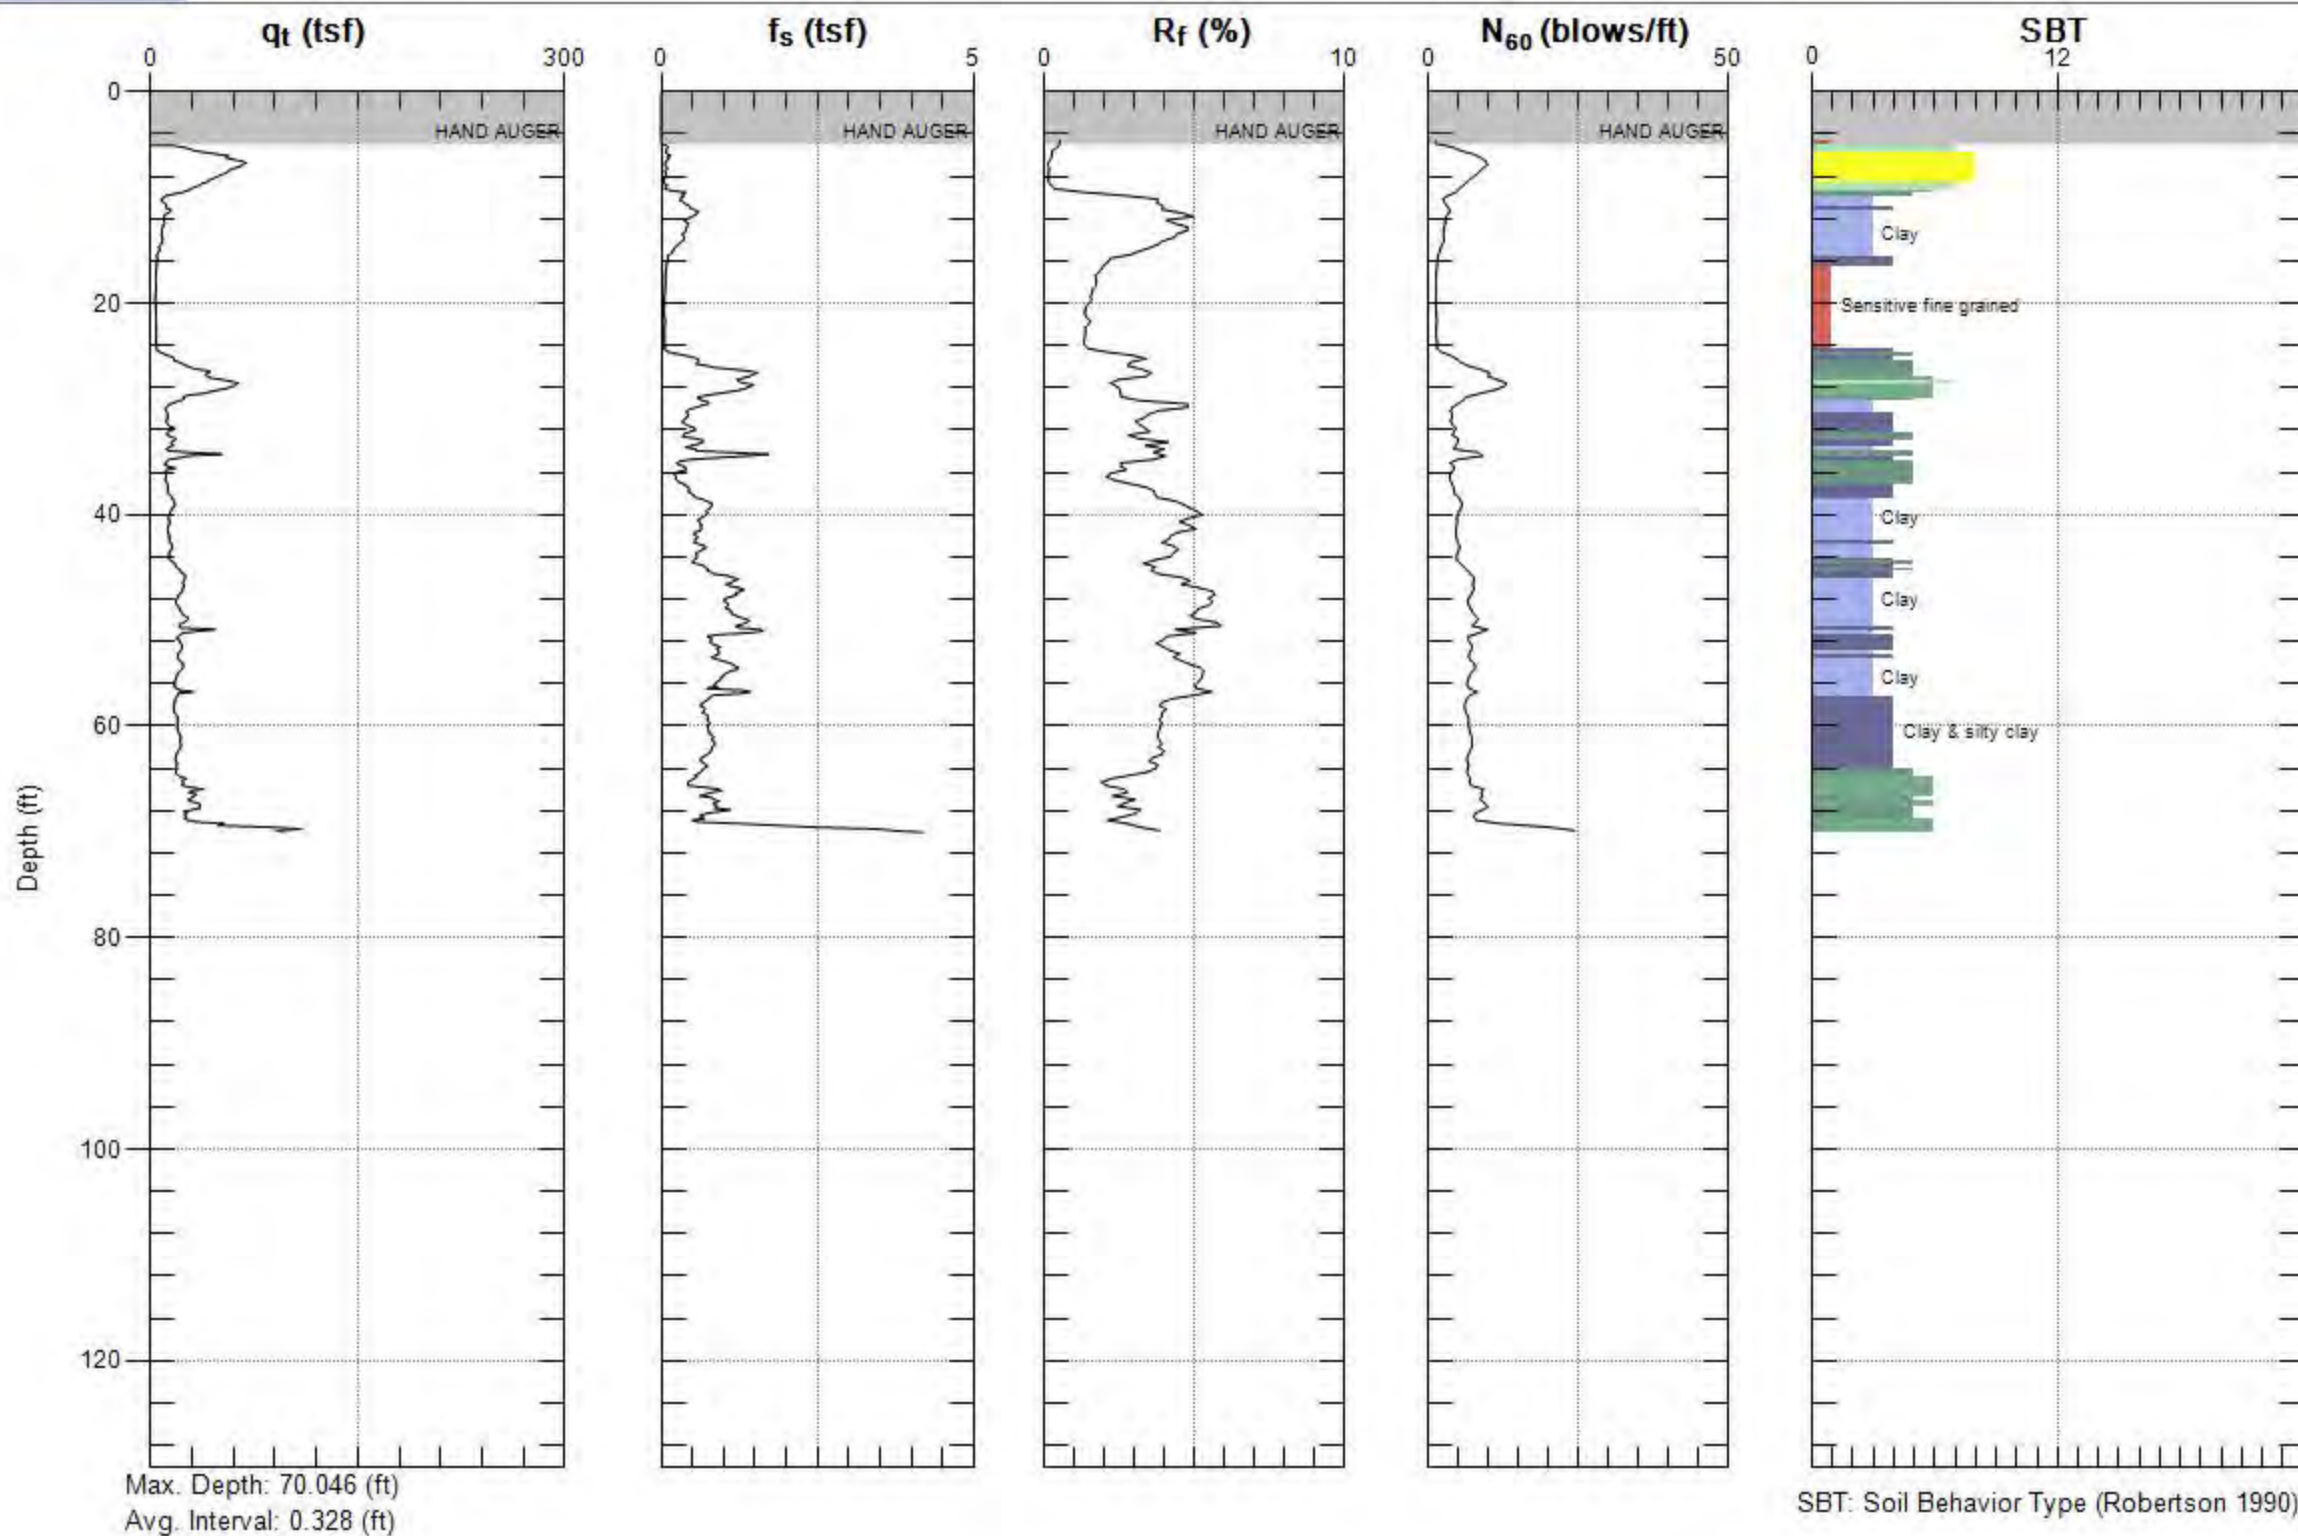 qt (tsf) fs (tsf) Rf (%) N60 (blows/ft) SBT
0 300 0 5 0 10 0 50 0 12
0
HAND AUGER HAND AUGER HAND AUGER HAND AUGER
Clay
20
Sensitive fine grained
40
Clay
Clay
Clay
60
Clay & silty clay
Depth (ft)
80
100
120
Max. Depth: 70.046 (ft)
Avg. Interval: 0.328 (ft)
SBT: Soil Behavior Type (Robertson 1990)